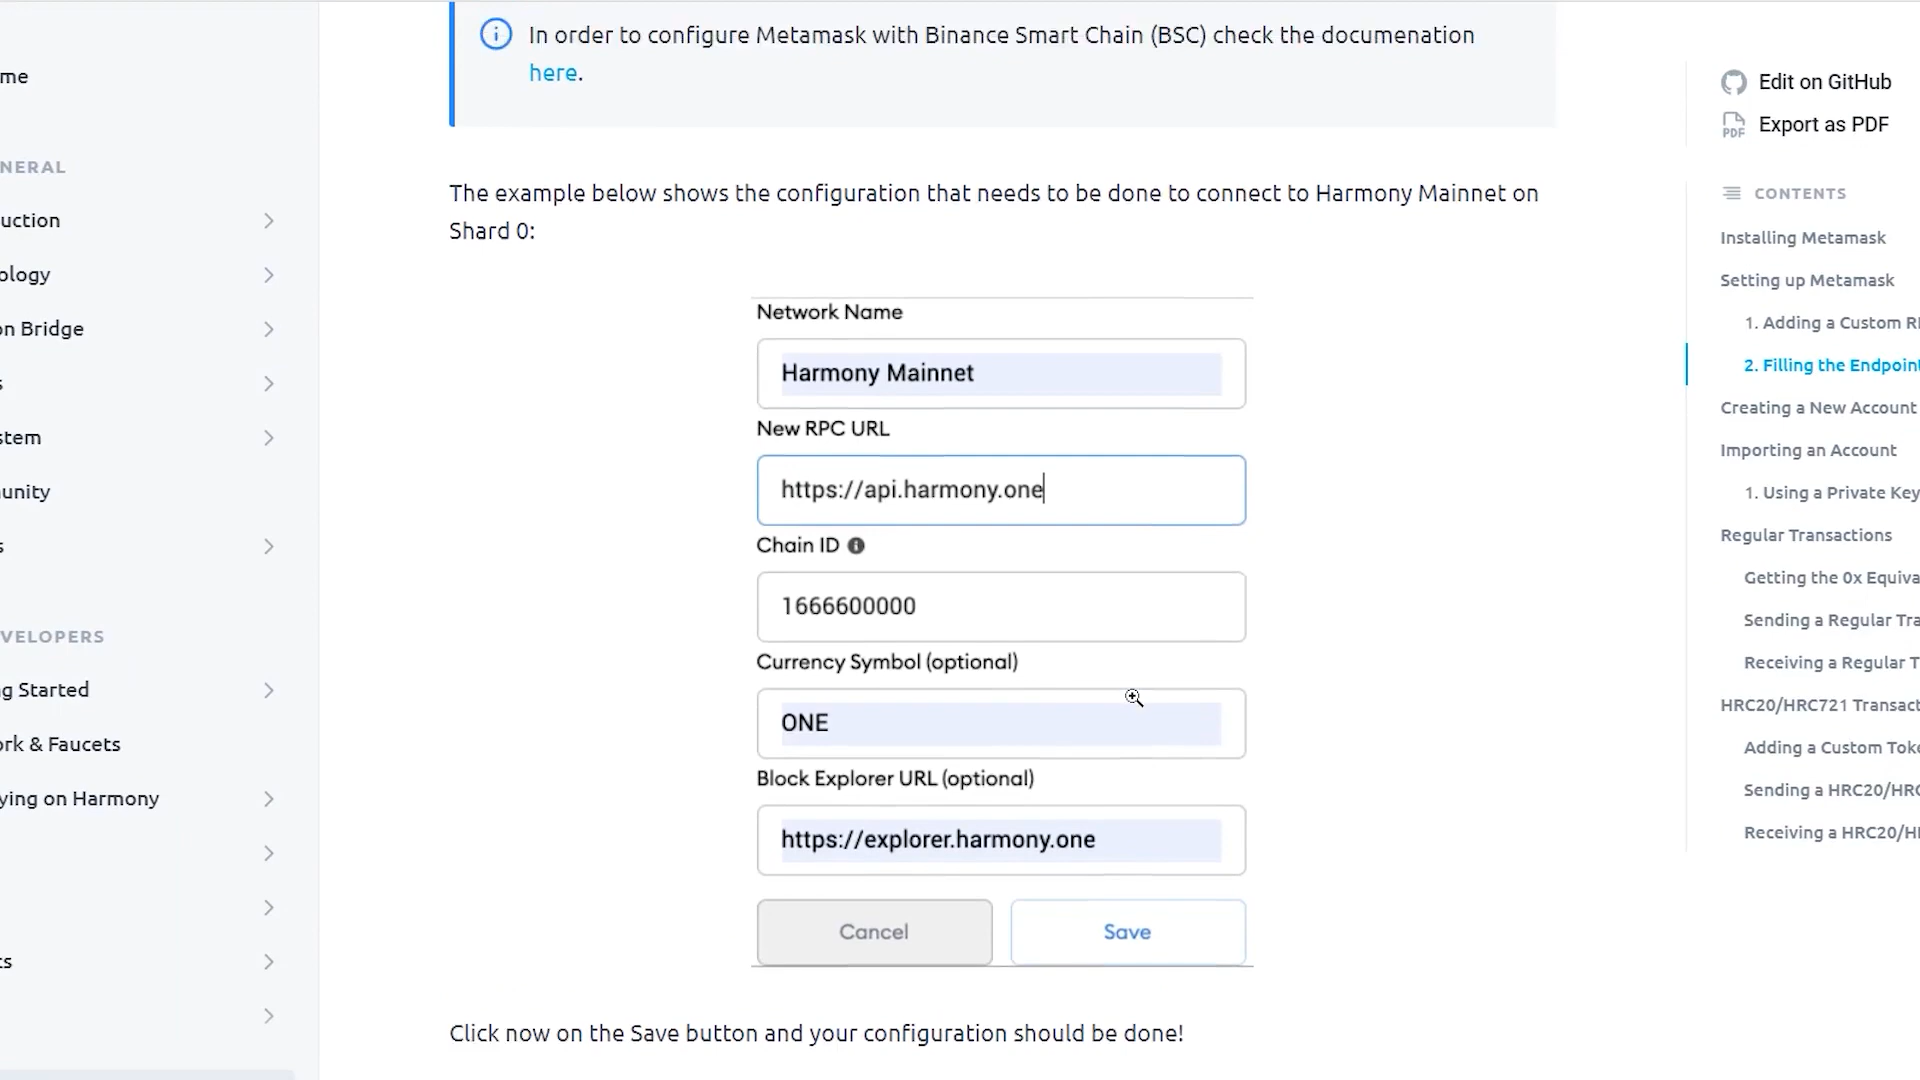 In order to configure Metamask with Binance Smart Chain (BSC) check the documenation
here.
me
NERAL
uction
ology
on Bridge
s
stem
unity
s
VELOPERS
g Started
ork & Faucets
ying on Harmony
ts
The example below shows the configuration that needs to be done to connect to Harmony Mainnet on
Shard 0:
Network Name
Harmony Mainnet
New RPC URL
https://api.harmony.one
Chain ID
1666600000
Currency Symbol (optional)
ONE
Block Explorer URL (optional)
https://explorer.harmony.one
Cancel
Save
Click now on the Save button and your configuration should be done!
Edit on GitHub
PDF
Export as PDF
CONTENTS
Installing Metamask
Setting up Metamask
1. Adding a Custom R
2. Filling the Endpoint
Creating a New Account
Importing an Account
1. Using a Private Key
Regular Transactions
Getting the 0x Equiva
Sending a Regular Tra
Receiving a Regular T
HRC20/HRC721 Transact
Adding a Custom Toke
Sending a HRC20/HRC
Receiving a HRC20/H